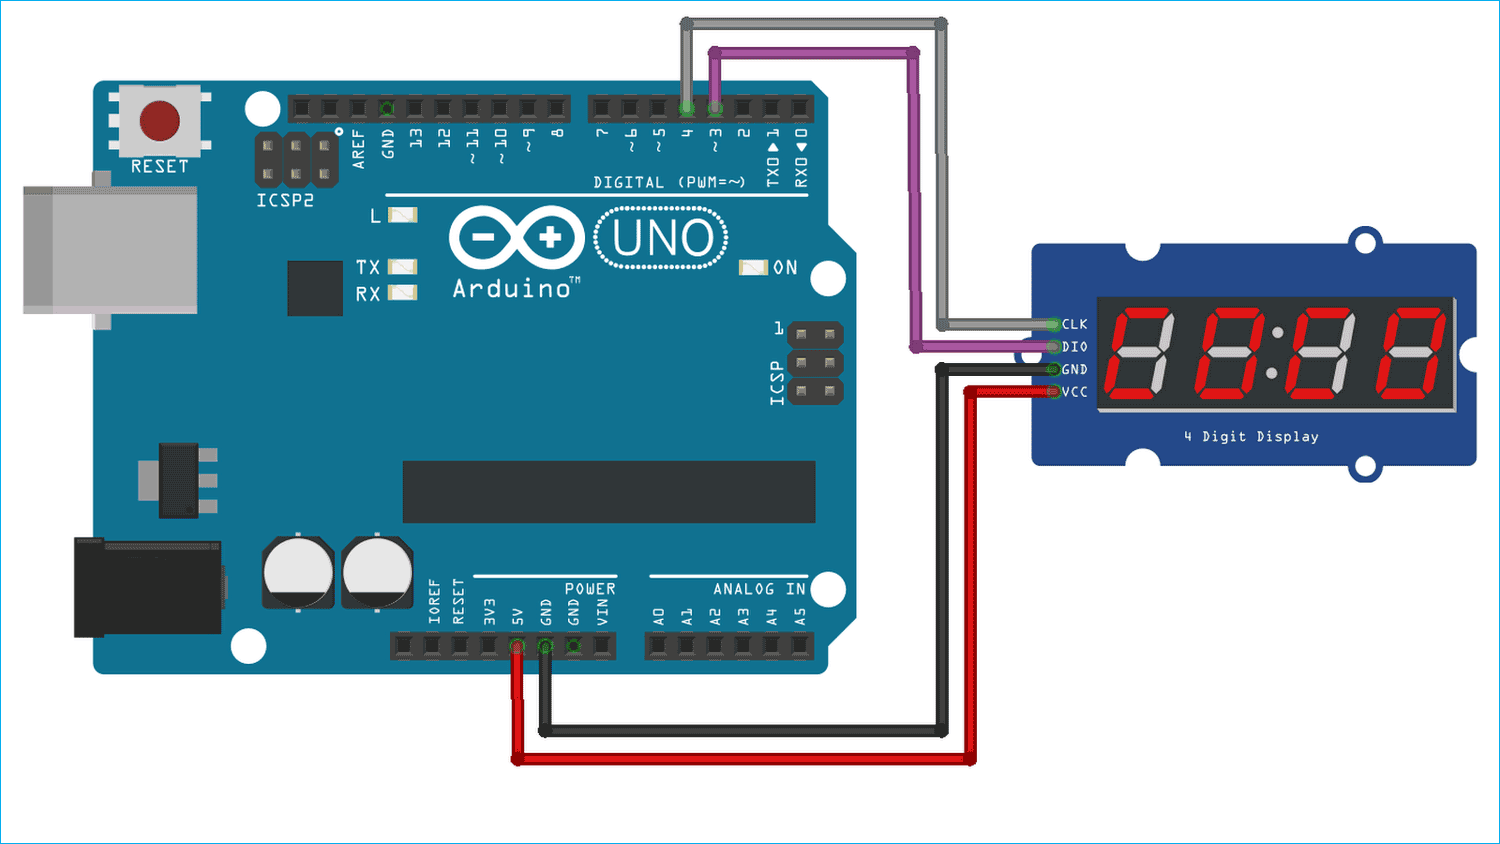 RESET
ICSP2
AREF
GND
13
12
~11
~10
~9
8
7
~6
~5
4
~3
2
TX0▶1
RX0◀0
DIGITAL (PWM=~)
L
TX
RX
UNO
Arduino™
ON
1
ICSP
CLK
DIO
GND
VCC
4 Digit Display
POWER
ANALOG IN
IOREF
RESET
3V3
5V
GND
GND
VIN
A0
A1
A2
A3
A4
A5